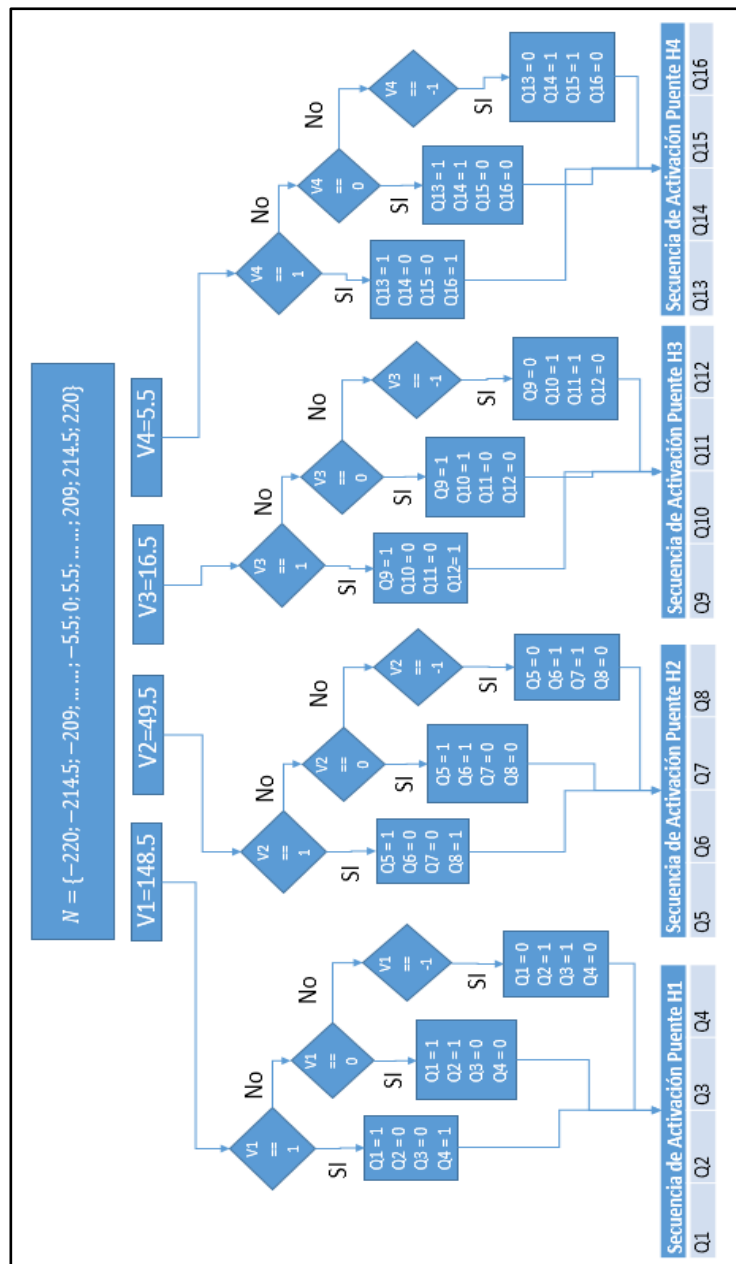 N = {−220; −214.5; −209; … …; −5.5; 0; 5.5; … …; 209; 214.5; 220}
V1=148.5
V2=49.5
V3=16.5
V4=5.5
V1
==
1
No
V1
==
0
No
V1
==
-1
SI
SI
SI
Q1 = 1
Q2 = 0
Q3 = 0
Q4 = 1
Q1 = 1
Q2 = 1
Q3 = 0
Q4 = 0
Q1 = 0
Q2 = 1
Q3 = 1
Q4 = 0
Secuencia de Activación Puente H1
Q1 Q2 Q3 Q4
V2
==
1
No
V2
==
0
No
V2
==
-1
SI
SI
SI
Q5 = 1
Q6 = 0
Q7 = 0
Q8 = 1
Q5 = 1
Q6 = 1
Q7 = 0
Q8 = 0
Q5 = 0
Q6 = 1
Q7 = 1
Q8 = 0
Secuencia de Activación Puente H2
Q5 Q6 Q7 Q8
V3
==
1
No
V3
==
0
No
V3
==
-1
SI
SI
SI
Q9 = 1
Q10 = 0
Q11 = 0
Q12= 1
Q9 = 1
Q10 = 1
Q11 = 0
Q12 = 0
Q9 = 0
Q10 = 1
Q11 = 1
Q12 = 0
Secuencia de Activación Puente H3
Q9 Q10 Q11 Q12
V4
==
1
No
V4
==
0
No
V4
==
-1
SI
SI
SI
Q13 = 1
Q14 = 0
Q15 = 0
Q16 = 1
Q13 = 1
Q14 = 1
Q15 = 0
Q16 = 0
Q13 = 0
Q14 = 1
Q15 = 1
Q16 = 0
Secuencia de Activación Puente H4
Q13 Q14 Q15 Q16